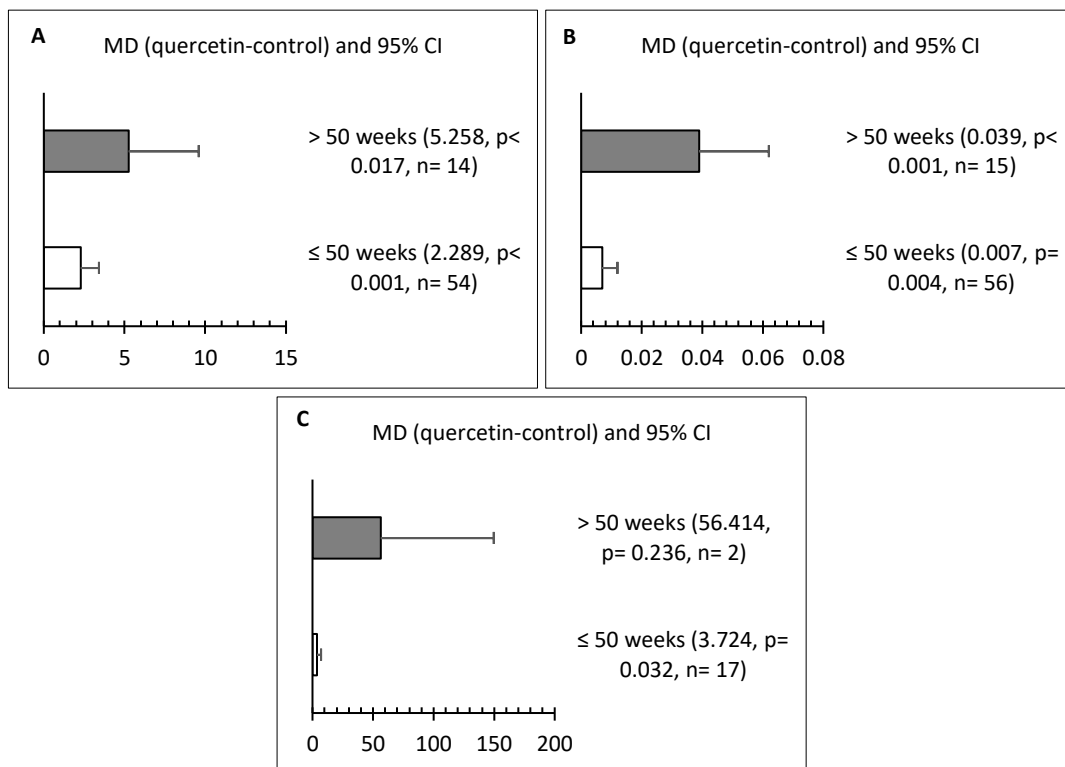 A
MD (quercetin-control) and 95% CI
> 50 weeks (5.258, p<
0.017, n= 14)
≤ 50 weeks (2.289, p<
0.001, n= 54)
0 5 10 15
B
MD (quercetin-control) and 95% CI
> 50 weeks (0.039, p<
0.001, n= 15)
≤ 50 weeks (0.007, p=
0.004, n= 56)
0 0.02 0.04 0.06 0.08
C
MD (quercetin-control) and 95% CI
> 50 weeks (56.414,
p= 0.236, n= 2)
≤ 50 weeks (3.724, p=
0.032, n= 17)
0 50 100 150 200